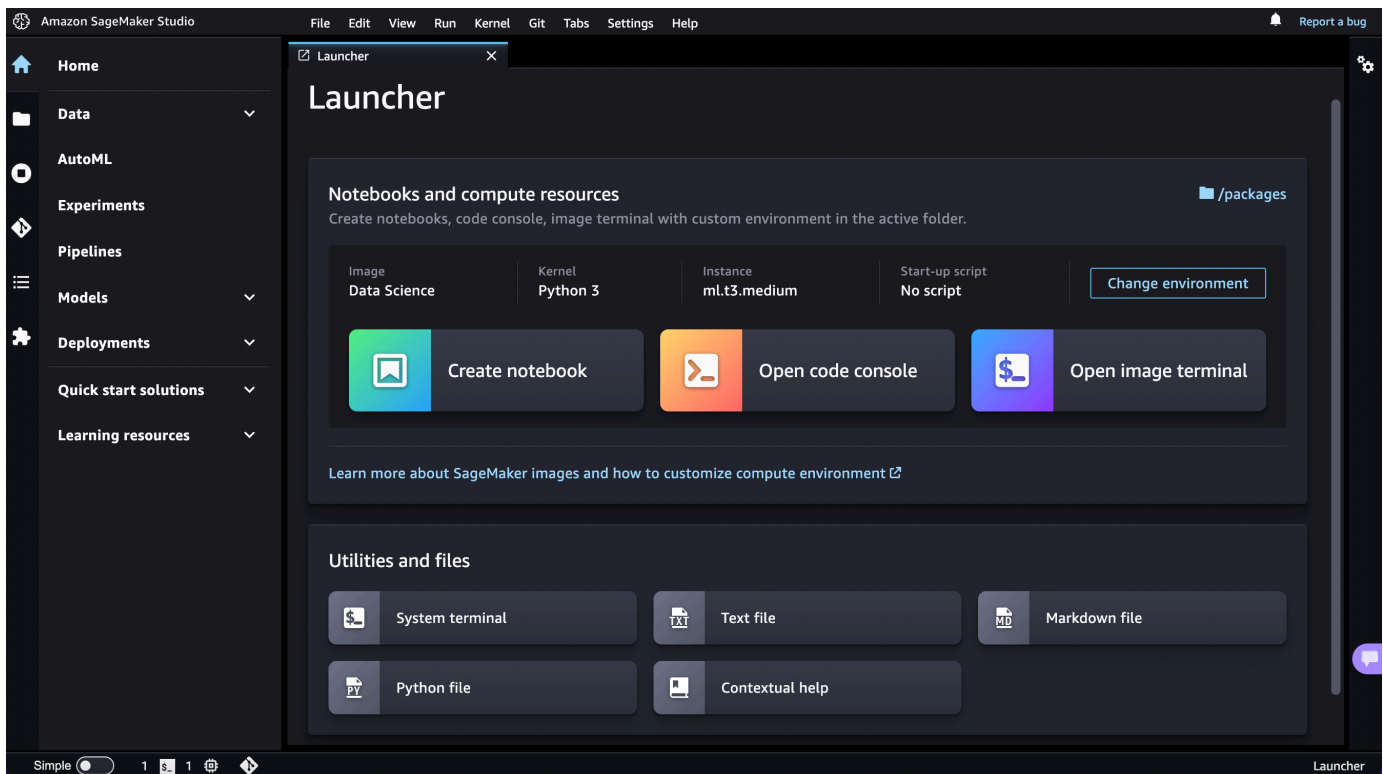 Amazon SageMaker Studio
File Edit View Run Kernel Git Tabs Settings Help
Report a bug
Home
Data
AutoML
Experiments
Pipelines
Models
Deployments
Quick start solutions
Learning resources
Launcher
Launcher
Notebooks and compute resources
/packages
Create notebooks, code console, image terminal with custom environment in the active folder.
Image
Data Science
Kernel
Python 3
Instance
ml.t3.medium
Start-up script
No script
Change environment
Create notebook
$_
Open code console
Open image terminal
Learn more about SageMaker images and how to customize compute environment
Utilities and files
$_
System terminal
TXT
Text file
MD
Markdown file
PY
Python file
Contextual help
Simple 1 $_ 1
Launcher